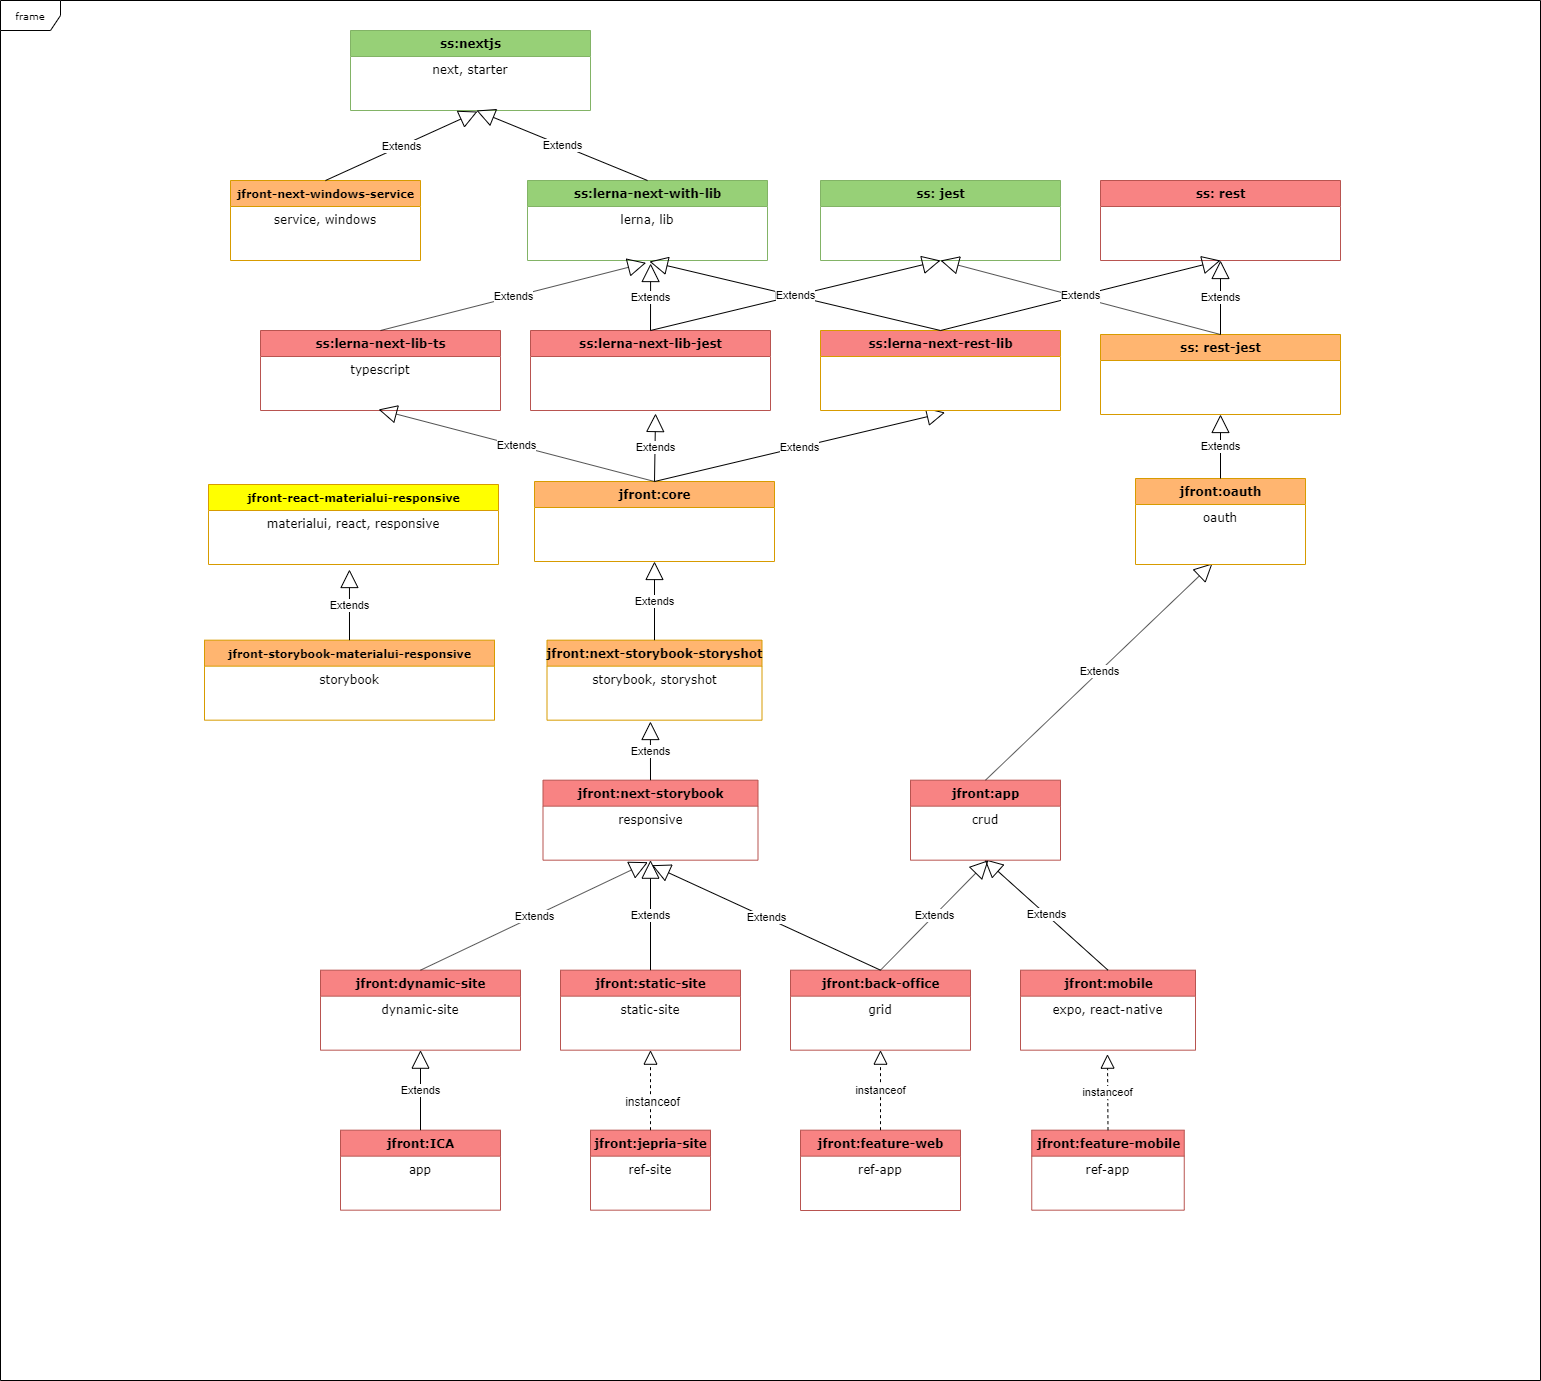 frame
ss:nextjs
next, starter
Extends
Extends
jfront-next-windows-service
service, windows
ss:lerna-next-with-lib
lerna, lib
ss: jest
ss: rest
Extends
Extends
Extends
Extends
Extends
ss:lerna-next-lib-ts
typescript
ss:lerna-next-lib-jest
ss:lerna-next-rest-lib
ss: rest-jest
Extends
Extends
Extends
Extends
jfront-react-materialui-responsive
materialui, react, responsive
jfront:core
jfront:oauth
oauth
Extends
Extends
jfront-storybook-materialui-responsive
storybook
jfront:next-storybook-storyshot
storybook, storyshot
Extends
Extends
jfront:next-storybook
responsive
jfront:app
crud
Extends
Extends
Extends
Extends
Extends
jfront:dynamic-site
dynamic-site
jfront:static-site
static-site
jfront:back-office
grid
jfront:mobile
expo, react-native
Extends
instanceof
instanceof
instanceof
jfront:ICA
app
jfront:jepria-site
ref-site
jfront:feature-web
ref-app
jfront:feature-mobile
ref-app